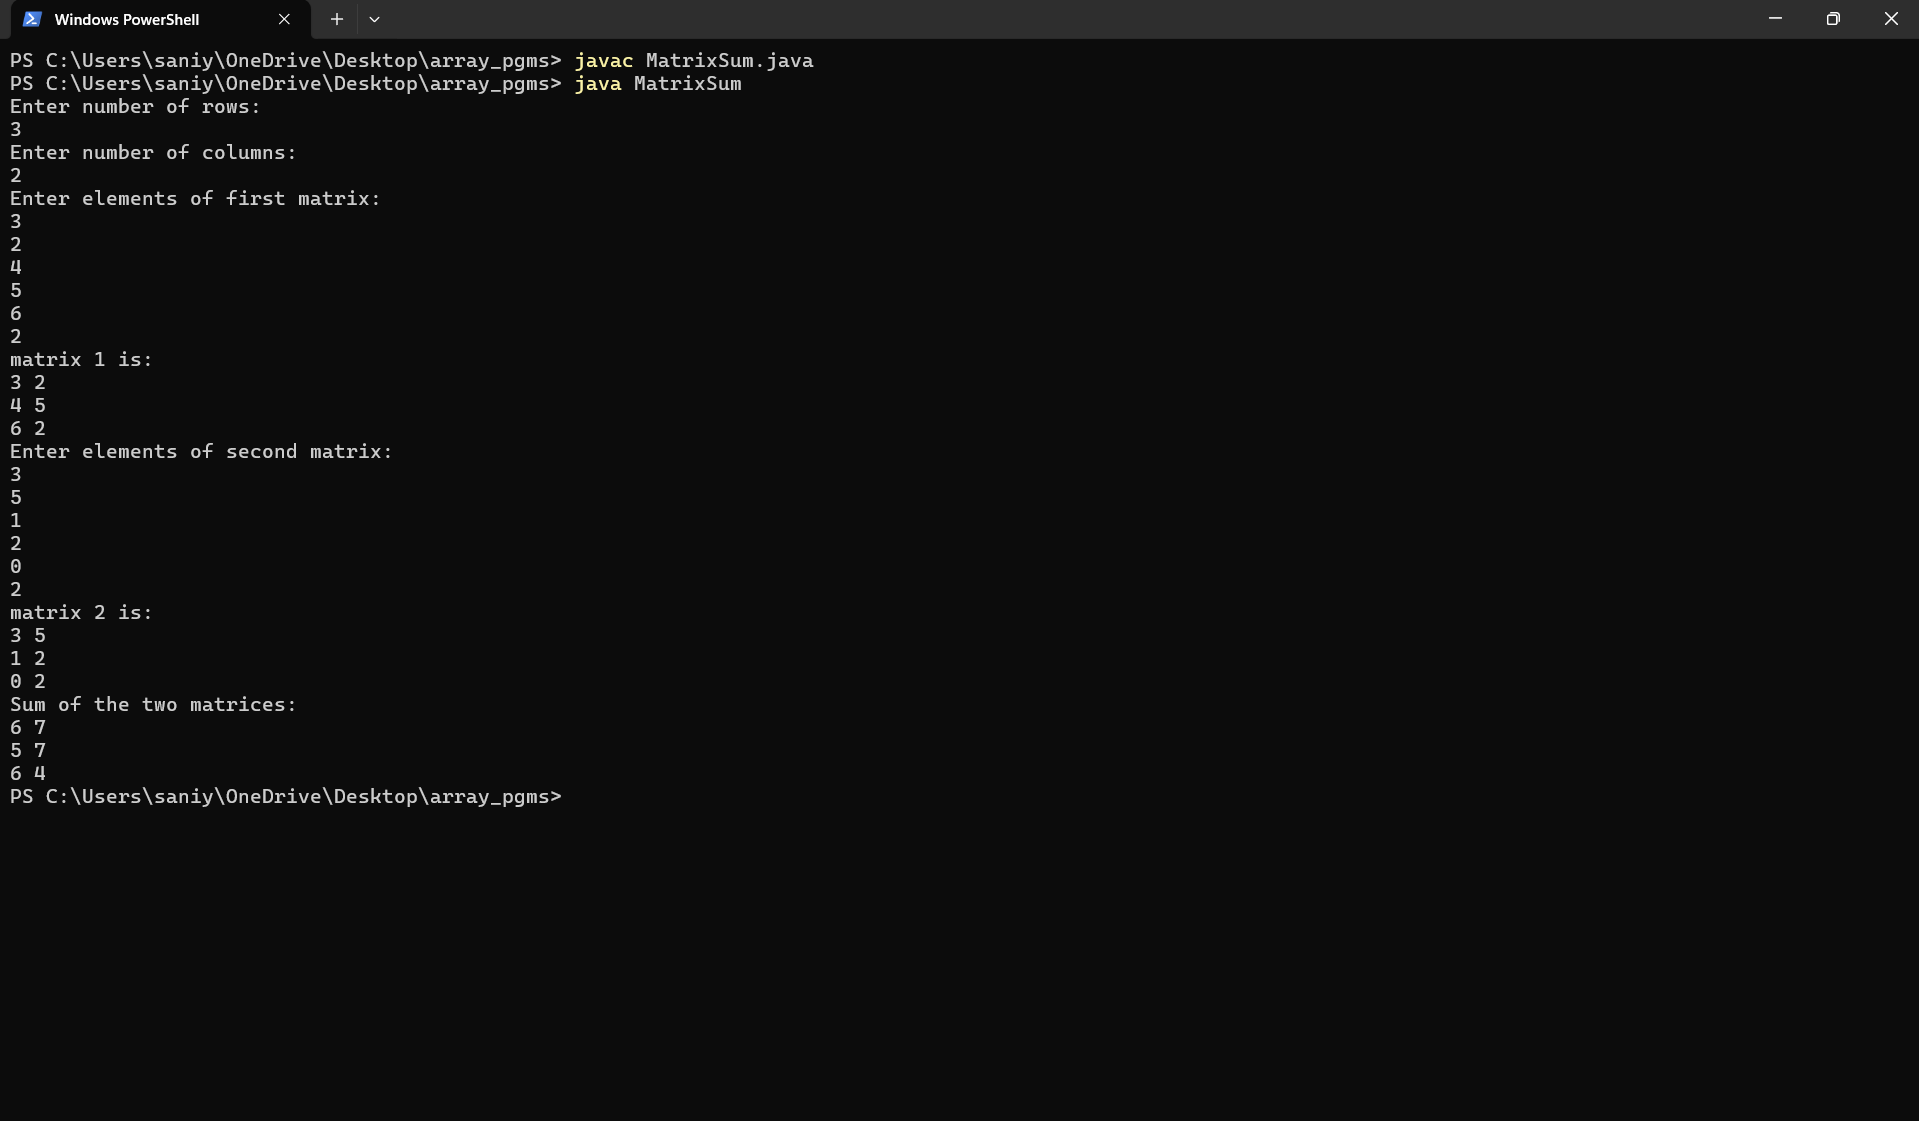 Windows PowerShell
PS C:\Users\saniy\OneDrive\Desktop\array_pgms> javac MatrixSum.java
PS C:\Users\saniy\OneDrive\Desktop\array_pgms> java MatrixSum
Enter number of rows:
3
Enter number of columns:
2
Enter elements of first matrix:
3
2
4
5
6
2
matrix 1 is:
3 2
4 5
6 2
Enter elements of second matrix:
3
5
1
2
0
2
matrix 2 is:
3 5
1 2
0 2
Sum of the two matrices:
6 7
5 7
6 4
PS C:\Users\saniy\OneDrive\Desktop\array_pgms>